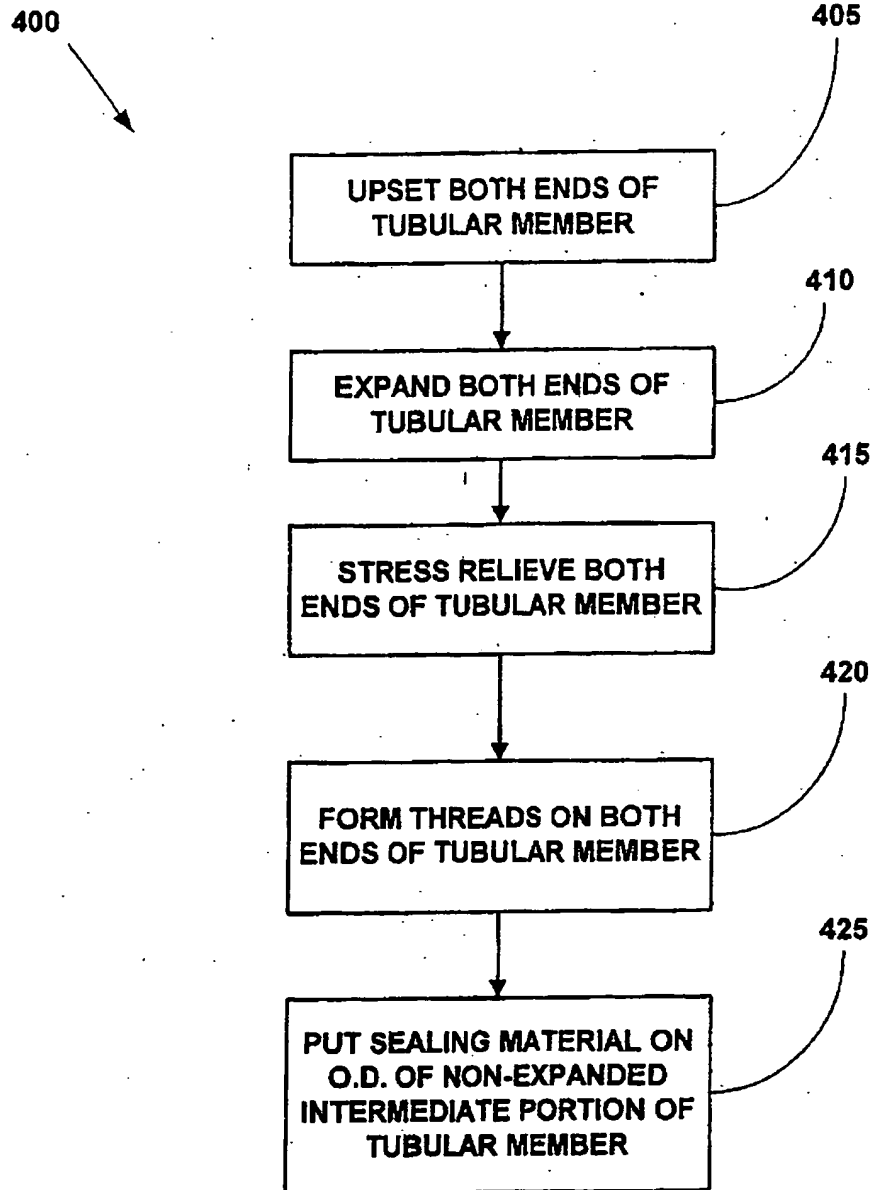 400
405
UPSET BOTH ENDS OF
TUBULAR MEMBER
410
EXPAND BOTH ENDS OF
TUBULAR MEMBER
415
STRESS RELIEVE BOTH
ENDS OF TUBULAR MEMBER
420
FORM THREADS ON BOTH
ENDS OF TUBULAR MEMBER
425
PUT SEALING MATERIAL ON
O.D. OF NON-EXPANDED
INTERMEDIATE PORTION OF
TUBULAR MEMBER